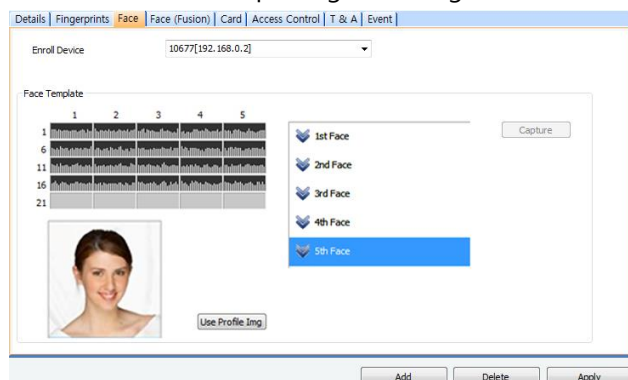 Details | Fingerprints | Face | Face (Fusion) | Card | Access Control | T & A | Event |
Enroll Device 10677[192.168.0.2]
Face Template
1 2 3 4 5
1
6
11
16
21
1st Face
2nd Face
3rd Face
4th Face
5th Face
Capture
Use Profile Img
Add Delete Apply